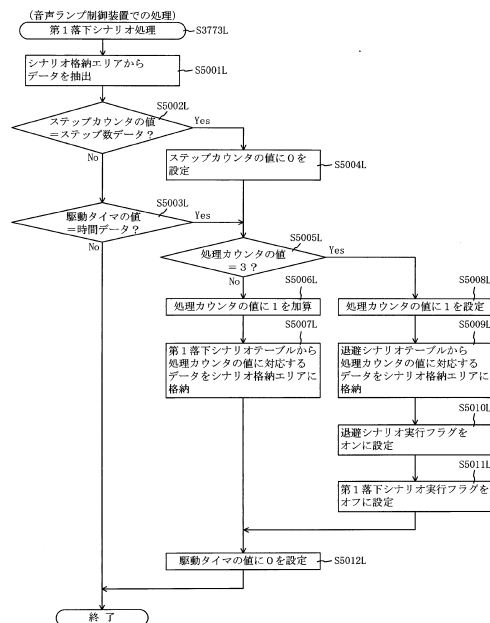 (音声ランプ制御装置での処理)
第1落下シナリオ処理
S3773L
シナリオ格納エリアから
データを抽出
S5001L
S5002L
ステップカウンタの値
=ステップ数データ?
Yes
No
ステップカウンタの値に0を
設定
S5004L
S5003L
駆動タイマの値
=時間データ?
Yes
No
S5005L
処理カウンタの値
=3?
Yes
No
S5006L
処理カウンタの値に1を加算
S5007L
第1落下シナリオテーブルから
処理カウンタの値に対応する
データをシナリオ格納エリアに
格納
S5008L
処理カウンタの値に1を設定
S5009L
退避シナリオテーブルから
処理カウンタの値に対応する
データをシナリオ格納エリアに
格納
S5010L
退避シナリオ実行フラグを
オンに設定
S5011L
第1落下シナリオ実行フラグを
オフに設定
駆動タイマの値に0を設定
S5012L
終了